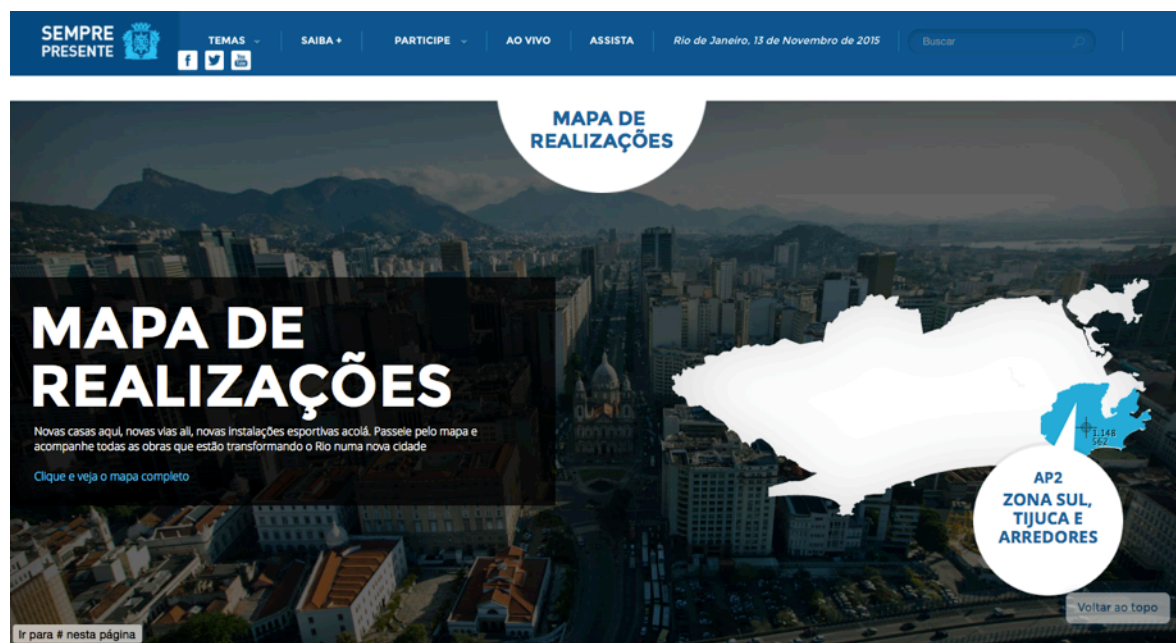 SEMPRE
PRESENTE
TEMAS
SAIBA +
PARTICIPE
AO VIVO
ASSISTA
Rio de Janeiro, 13 de Novembro de 2015
Buscar
f
You
Tube
MAPA DE
REALIZAÇÕES
MAPA DE
REALIZAÇÕES
Novas casas aqui, novas vias ali, novas instalações esportivas acolá. Passeie pelo mapa e
acompanhe todas as obras que estão transformando o Rio numa nova cidade
Clique e veja o mapa completo
1.148
562
AP2
ZONA SUL,
TIJUCA E
ARREDORES
Voltar ao topo
Ir para # nesta página